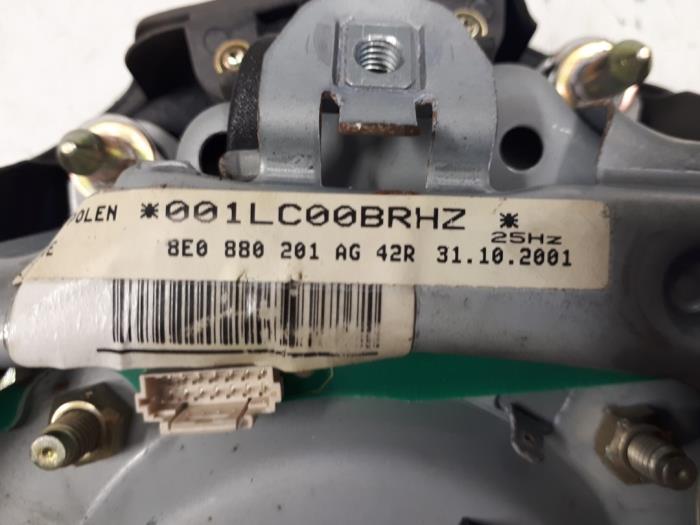 OLEN *001LC00BRHZ *
25Hz
E 8E0 880 201 AG 42R 31.10.2001